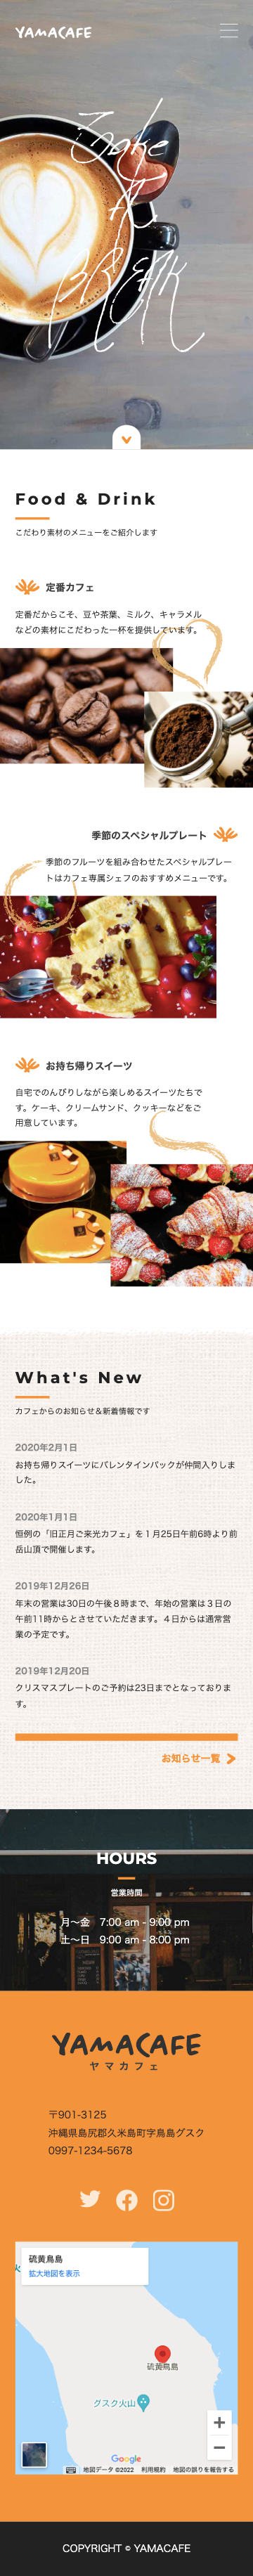 YAMACAFE
Take
A
BREAK
Food & Drink
こだわり素材のメニューをご紹介します
定番カフェ
定番だからこそ、豆や茶葉、ミルク、キャラメル
などの素材にこだわった一杯を提供しています。
季節のスペシャルプレート
季節のフルーツを組み合わせたスペシャルプレー
トはカフェ専属シェフのおすすめメニューです。
お持ち帰りスイーツ
自宅でのんびりしながら楽しめるスイーツたちで
す。ケーキ、クリームサンド、クッキーなどをご
用意しています。
What's New
カフェからのお知らせ＆新着情報です
2020年2月1日
お持ち帰りスイーツにバレンタインパックが仲間入りしま
した。
2020年1月1日
恒例の「旧正月ご来光カフェ」を１月25日午前6時より前
岳山頂で開催します。
2019年12月26日
年末の営業は30日の午後８時まで、年始の営業は３日の
午前11時からとさせていただきます。４日からは通常営
業の予定です。
2019年12月20日
クリスマスプレートのご予約は23日までとなっておりま
す。
お知らせ一覧
HOURS
営業時間
月〜金 7:00 am - 9:00 pm
土〜日 9:00 am - 8:00 pm
YAMACAFE
ヤマカフェ
〒901-3125
沖縄県島尻郡久米島町字鳥島グスク
0997-1234-5678
硫黄鳥島
拡大地図を表示
硫黄鳥島
グスク火山
Google
地図データ ©2022 利用規約 地図の誤りを報告する
COPYRIGHT © YAMACAFE